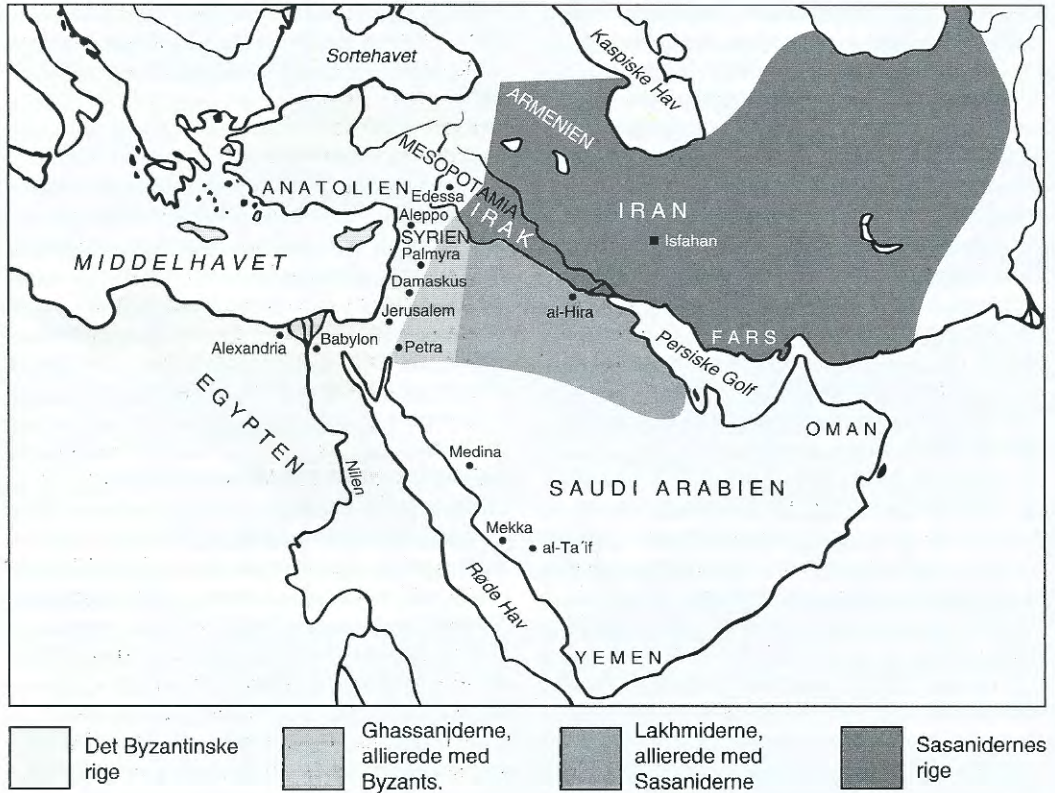 Sortehavet
Kaspiske Hav
ARMENIEN
MESOPOTAMIA
ANATOLIEN
Edessa
IRAK
IRAN
Aleppo
SYRIEN
Isfahan
MIDDELHAVET
Palmyra
Damaskus
al-Hira
Jerusalem
FARS
Alexandria
Babylon
Petra
Persiske Golf
EGYPTEN
OMAN
Medina
Nilen
SAUDI ARABIEN
Mekka
al-Ta´if
Røde Hav
YEMEN
Det Byzantinske
rige
Ghassaniderne,
allierede med
Byzants.
Lakhmiderne,
allierede med
Sasaniderne
Sasanidernes
rige